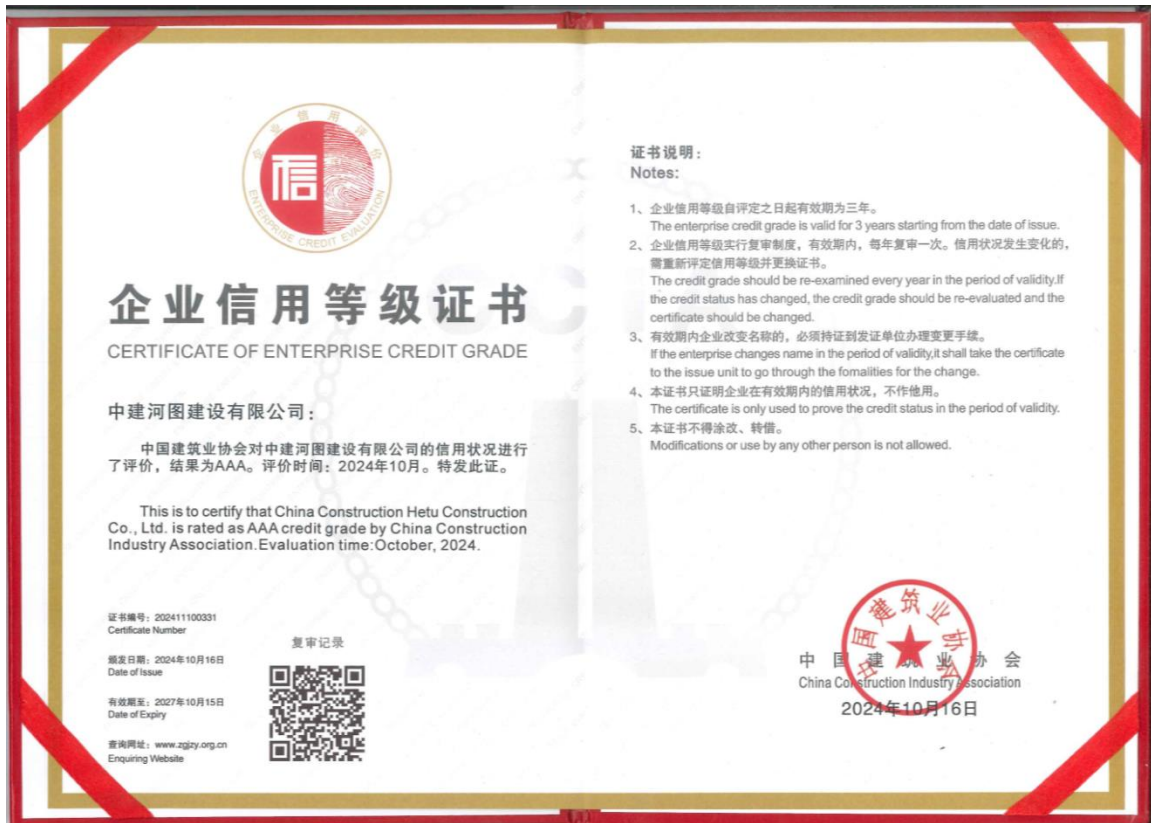 企业信用评价
信
ENTERPRISE CREDIT EVALUATION
企业信用等级证书
CERTIFICATE OF ENTERPRISE CREDIT GRADE
中建河图建设有限公司：
中国建筑业协会对中建河图建设有限公司的信用状况进行
了评价，结果为AAA。评价时间：2024年10月。特发此证。
This is to certify that China Construction Hetu Construction
Co., Ltd. is rated as AAA credit grade by China Construction
Industry Association.Evaluation time:October, 2024.
证书编号：202411100331
Certificate Number
颁发日期：2024年10月16日
Date of Issue
有效期至：2027年10月15日
Date of Expiry
查询网址：www.zgjzy.org.cn
Enquiring Website
复审记录
证书说明：
Notes:
1、企业信用等级自评定之日起有效期为三年。
The enterprise credit grade is valid for 3 years starting from the date of issue.
2、企业信用等级实行复审制度，有效期内，每年复审一次。信用状况发生变化的，
需重新评定信用等级并更换证书。
The credit grade should be re-examined every year in the period of validity.If
the credit status has changed, the credit grade should be re-evaluated and the
certificate should be changed.
3、有效期内企业改变名称的，必须持证到发证单位办理变更手续。
If the enterprise changes name in the period of validity,it shall take the certificate
to the issue unit to go through the fomalities for the change.
4、本证书只证明企业在有效期内的信用状况，不作他用。
The certificate is only used to prove the credit status in the period of validity.
5、本证书不得涂改、转借。
Modifications or use by any other person is not allowed.
中国建筑业协会
中国建筑业协会
China Construction Industry Association
2024年10月16日